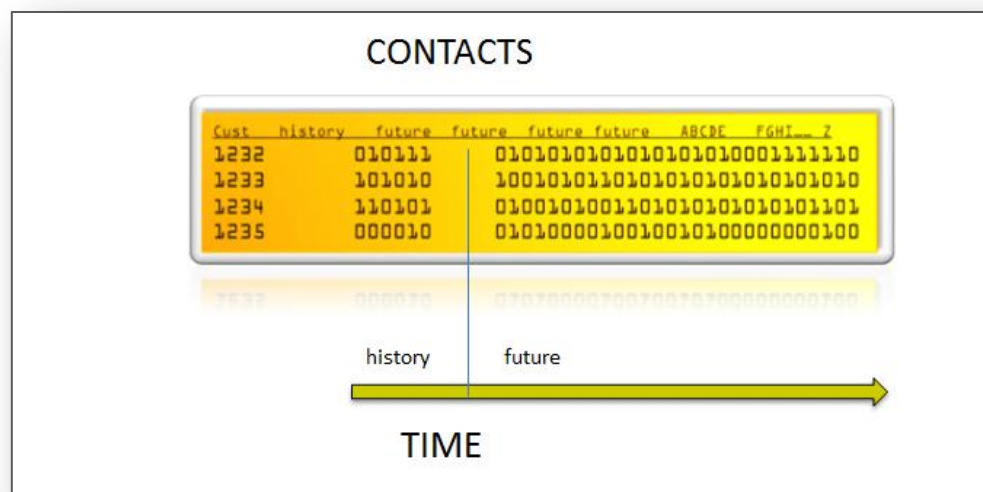 CONTACTS
Cust history future future future future ABCDE FGHI__ Z
1232 010111 0101010101010101010001111110
1233 101010 1001010110101010101010101010
1234 110101 0100101001101010101010101101
1235 000010 0101000010010010100000000100
history future
TIME